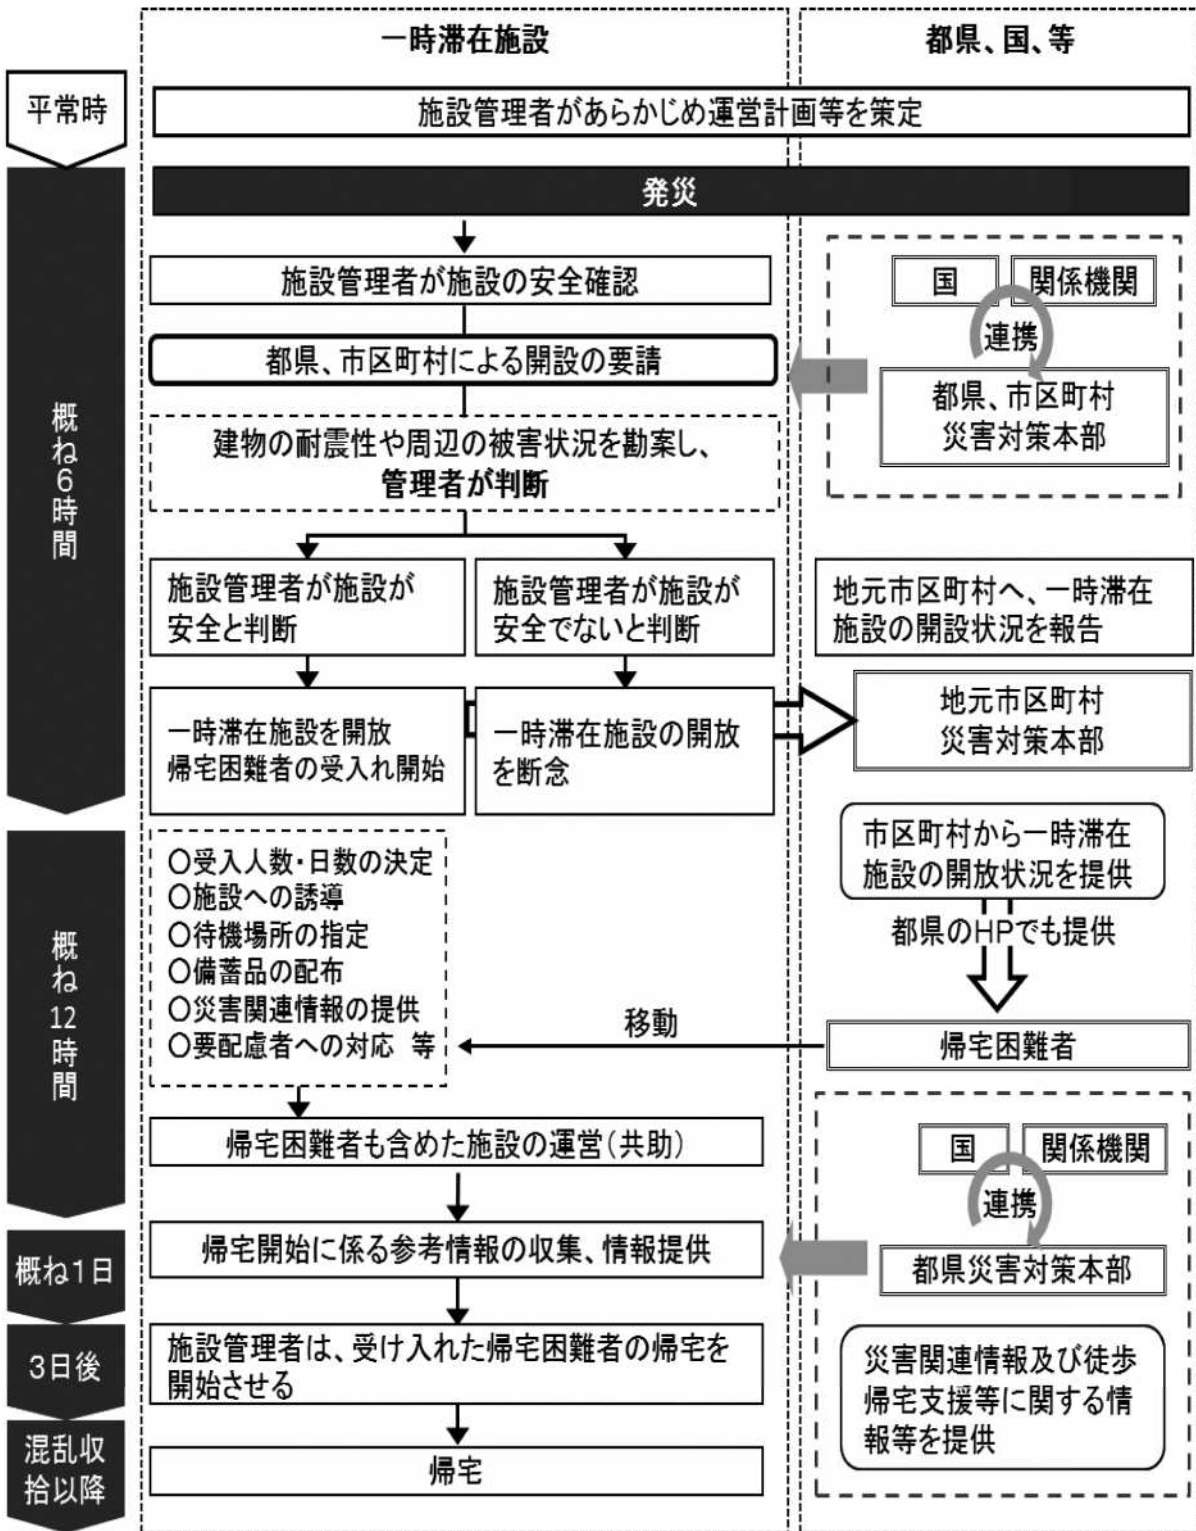 一時滞在施設
都県、国、等
平常時
施設管理者があらかじめ運営計画等を策定
発災
概ね6時間
施設管理者が施設の安全確認
都県、市区町村による開設の要請
国
関係機関
連携
都県、市区町村
災害対策本部
建物の耐震性や周辺の被害状況を勘案し、
管理者が判断
施設管理者が施設が
安全と判断
施設管理者が施設が
安全でないと判断
地元市区町村へ、一時滞在
施設の開設状況を報告
一時滞在施設を開放
帰宅困難者の受入れ開始
一時滞在施設の開放
を断念
地元市区町村
災害対策本部
概ね12時間
〇受入人数・日数の決定
〇施設への誘導
〇待機場所の指定
〇備蓄品の配布
〇災害関連情報の提供
〇要配慮者への対応 等
市区町村から一時滞在
施設の開放状況を提供
都県のHPでも提供
移動
帰宅困難者
帰宅困難者も含めた施設の運営(共助)
国
関係機関
連携
都県災害対策本部
概ね1日
帰宅開始に係る参考情報の収集、情報提供
3日後
施設管理者は、受け入れた帰宅困難者の帰宅を
開始させる
災害関連情報及び徒歩
帰宅支援等に関する情
報等を提供
混乱収
拾以降
帰宅